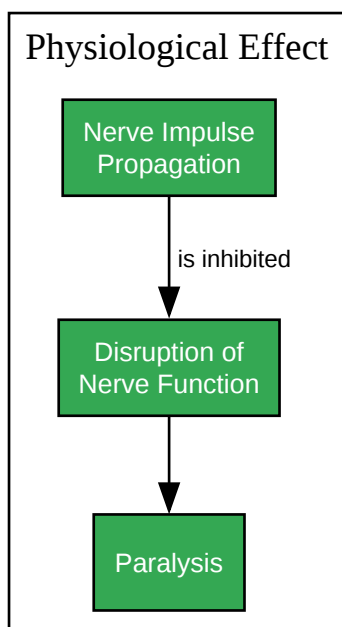 Physiological Effect
Nerve Impulse
Propagation
is inhibited
Disruption of
Nerve Function
Paralysis